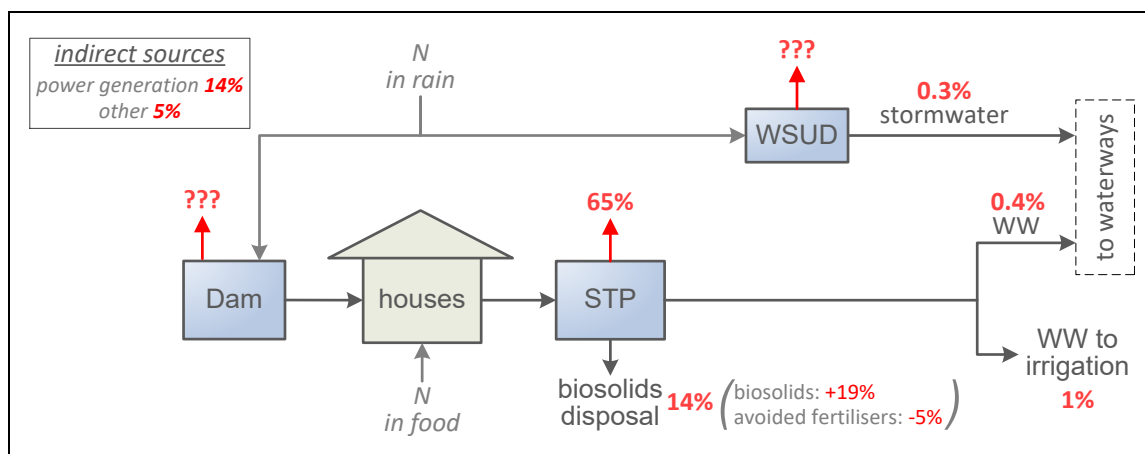 indirect sources
power generation 14%
other 5%
N
in rain
???
WSUD
0.3%
stormwater
to waterways
???
65%
0.4%
WW
Dam
houses
STP
WW to
irrigation
1%
N
in food
biosolids
disposal
14%
(biosolids: +19%
avoided fertilisers: -5%)